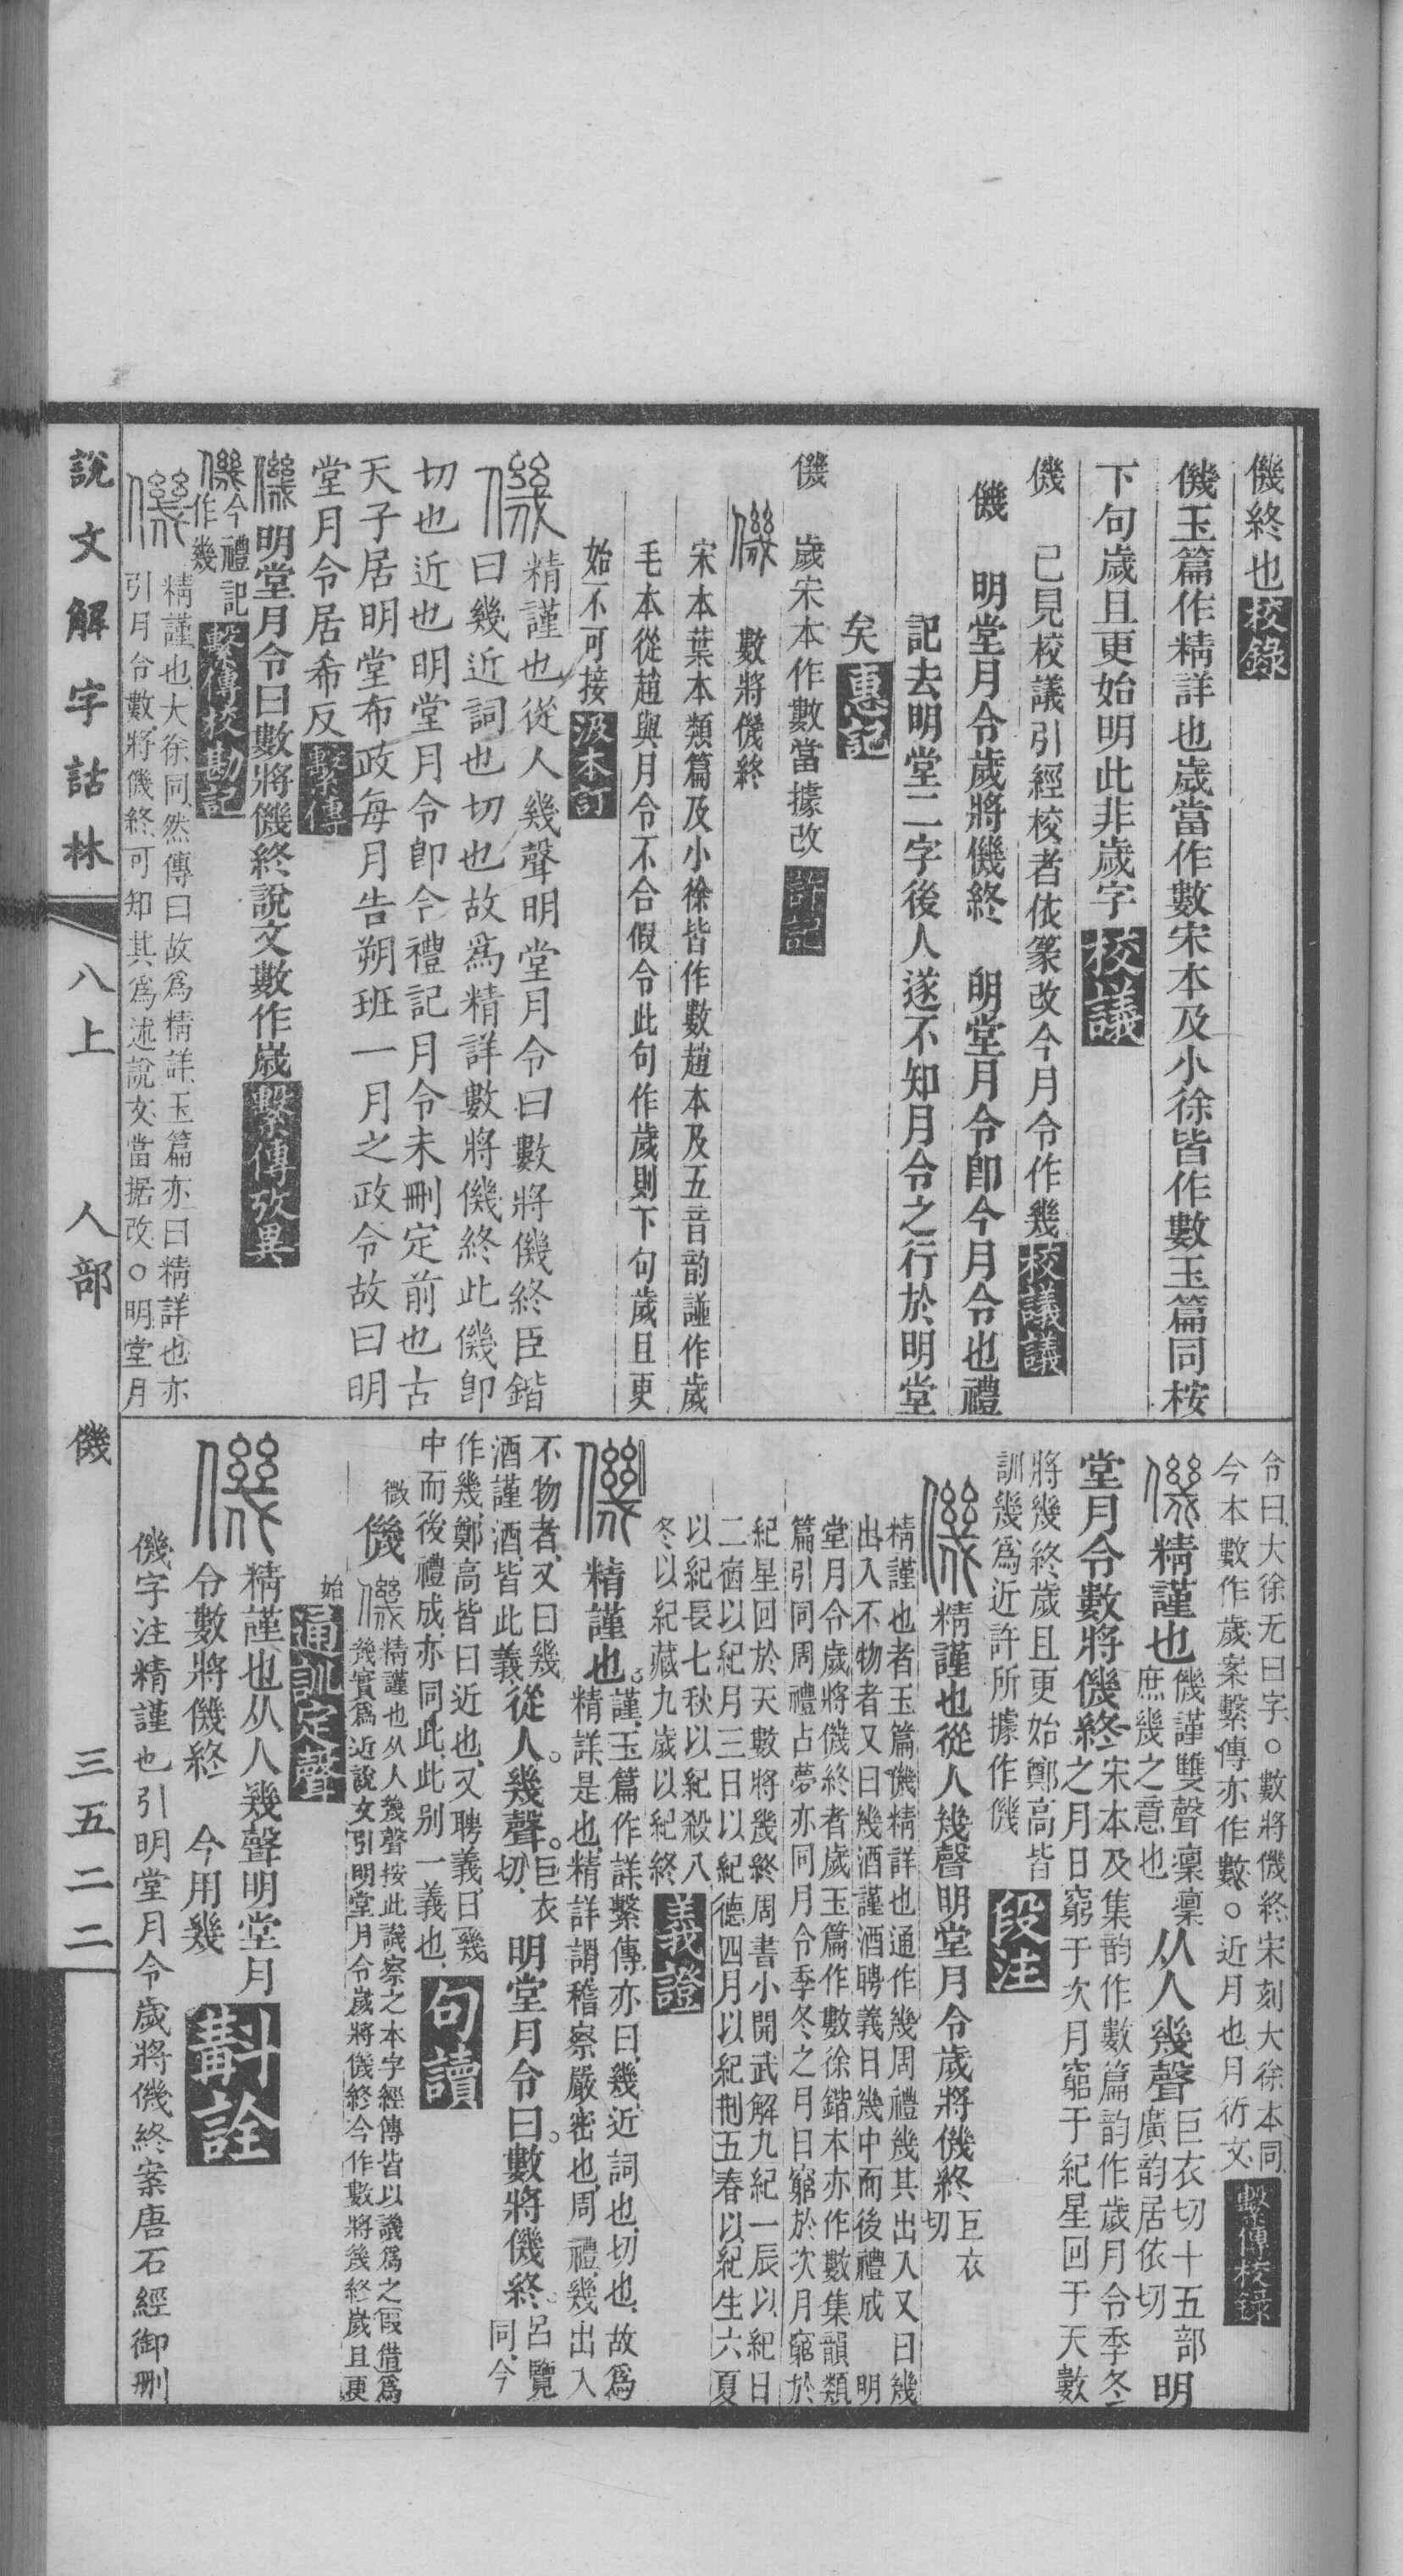 僟終也校錄
僟玉篇作精詳也歲當作數宋本及小徐皆作數玉篇同桉
下句歲且更始明此非歲字校議
僟 已見校議引經校者依篆改今月令作幾校議議
僟 明堂月令歲將僟終 明堂月令卽今月令也禮
記去明堂二字後人遂不知月令之行於明堂
矣惠記
僟 歲宋本作數當據改許記
僟 數將僟終
宋本葉本類篇及小徐皆作數趙本及五音韵譜作歲
毛本從趙與月令不合假令此句作歲則下句歲且更
始不可接汲本訂
僟精謹也從人幾聲明堂月令曰數將僟終臣鍇
曰幾近詞也切也故爲精詳數將僟終此僟卽
切也近也明堂月令卽今禮記月令未刪定前也古
天子居明堂布政每月告朔班一月之政令故曰明
堂月令居希反繫傳
僟明堂月令曰數將僟終說文數作歲繫傳攷異
僟今禮記
作幾繫傳校勘記
僟精謹也大徐同然傳曰故爲精詳玉篇亦曰精詳也亦
引月令數將僟終可知其爲述說文當据改○明堂月
令曰大徐无曰字○數將僟終宋刻大徐本同
今本數作歲案繫傳亦作數○近月也月衍文繫傳校錄
僟精謹也僟謹雙聲稟稟
庶幾之意也从人幾聲巨衣切十五部
廣韵居依切明
堂月令數將僟終宋本及集韵作數篇韵作歲月令季冬
之月日窮于次月窮于紀星回于天數
將幾終歲且更始鄭高皆
訓幾爲近許所據作僟段注
僟精謹也從人幾聲明堂月令歲將僟終巨衣
切
精謹也者玉篇僟精詳也通作幾周禮幾其出入又曰幾
出入不物者又曰幾酒謹酒聘義日幾中而後禮成 明
堂月令歲將僟終者歲玉篇作數徐鍇本亦作數集韻類
篇引同周禮占夢亦同月令季冬之月日窮於次月窮於
紀星回於天數將幾終周書小開武解九紀一辰以紀日
二宿以紀月三日以紀德四月以紀刑五春以紀生六夏
以紀長七秋以紀殺八
冬以紀藏九歲以紀終義證
僟精謹也謹玉篇作詳繫傳亦曰幾近詞也切也故爲
精詳是也精詳謂稽察嚴密也周禮幾出入
不物者又曰幾
酒謹酒皆此義從人幾聲巨衣
切明堂月令曰數將僟終呂覽
同今
作幾鄭高皆曰近也又聘義日幾
中而後禮成亦同此此別一義也句讀
微
僟 僟精謹也从人幾聲按此譏察之本字經傳皆以譏爲之叚借爲
幾實爲近說文引明堂月令歲將僟終今作數將幾終歲且更
始通訓定聲
僟精謹也从人幾聲明堂月
令數將僟終 今用幾斠詮
僟字注精謹也引明堂月令歲將僟終案唐石經御刪
說文解字詁林 八上 人部 僟 三五二二